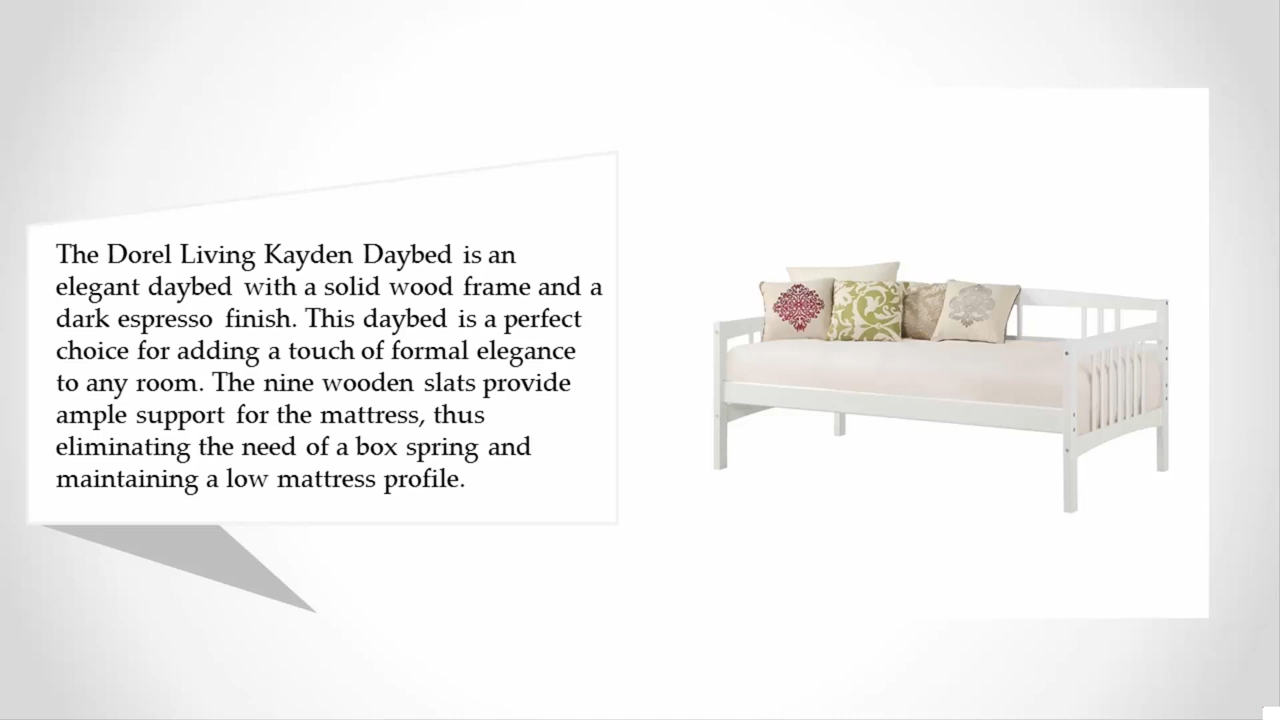 The Dorel Living Kayden Daybed is an
elegant daybed with a solid wood frame and a
dark espresso finish. This daybed is a perfect
choice for adding a touch of formal elegance
to any room. The nine wooden slats provide
ample support for the mattress, thus
eliminating the need of a box spring and
maintaining a low mattress profile.